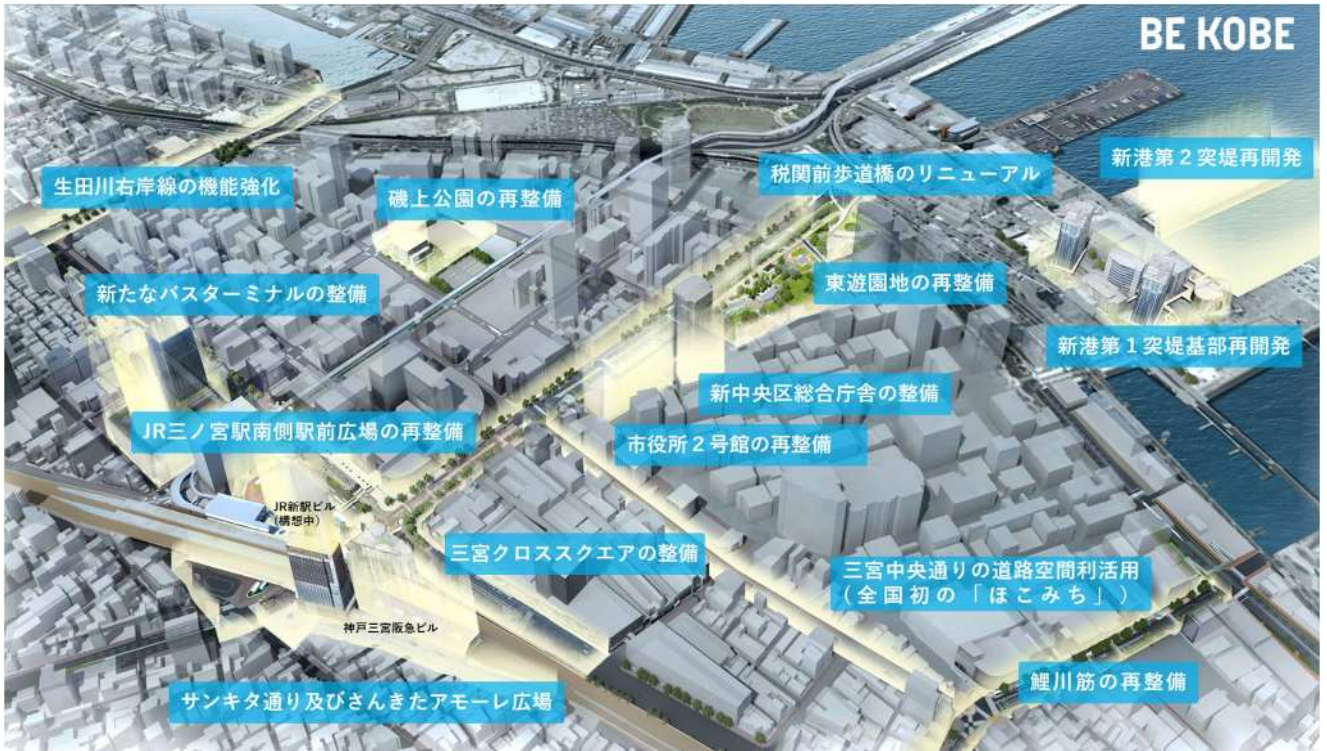 BE KOBE
新港第2突堤再開発
税関前歩道橋のリニューアル
生田川右岸線の機能強化
磯上公園の再整備
新たなバスターミナルの整備
東遊園地の再整備
新港第1突堤基部再開発
新中央区総合庁舎の整備
JR三ノ宮駅南側駅前広場の再整備
市役所2号館の再整備
JR新駅ビル
(構想中)
三宮クロススクエアの整備
三宮中央通りの道路空間利活用
(全国初の「ほこみち」)
神戸三宮阪急ビル
鯉川筋の再整備
サンキタ通り及びさんきたアモーレ広場